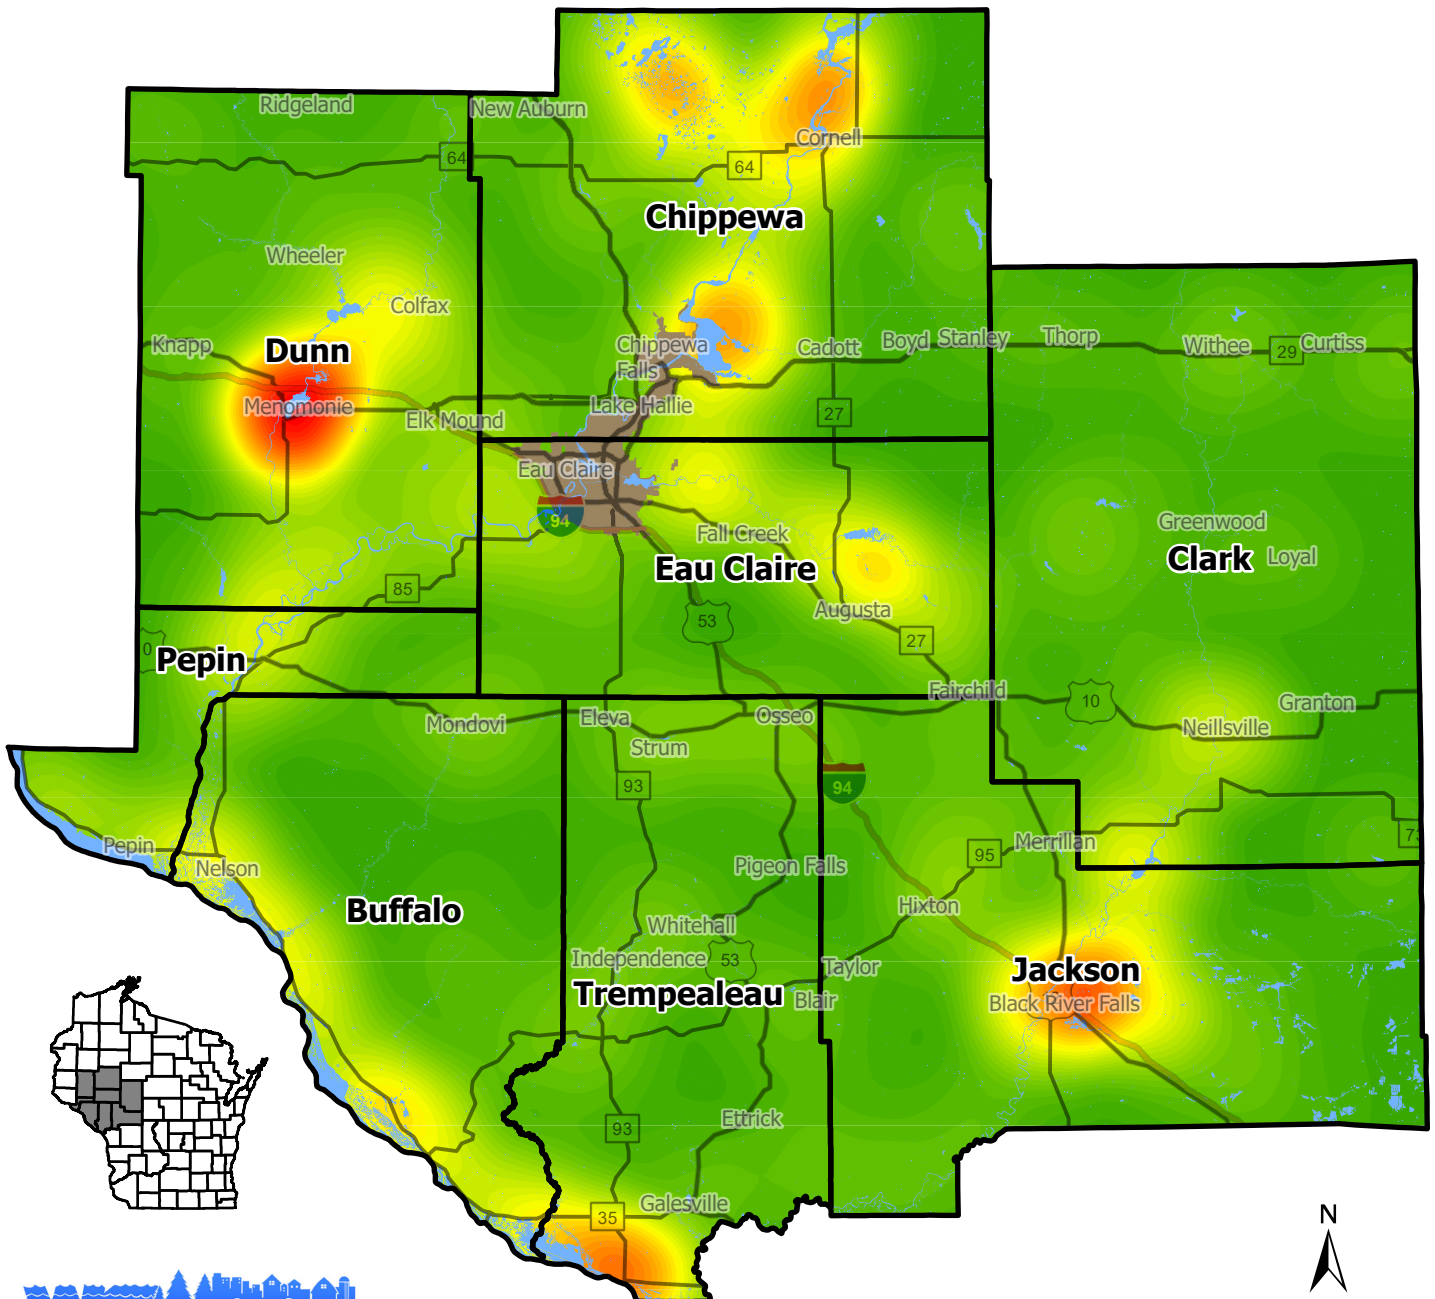 Ridgeland
New Auburn
Cornell
64
64
Chippewa
Wheeler
Colfax
Knapp
Dunn
Chippewa
Falls
Cadott
Boyd
Stanley
Thorp
Withee
29
Curtiss
Menomonie
Elk Mound
Lake Hallie
27
Eau Claire
94
Fall Creek
Greenwood
Eau Claire
Clark
Loyal
85
Augusta
53
27
0
Pepin
Fairchild
10
Granton
Mondovi
Eleva
Osseo
Neillsville
Strum
93
94
73
Pepin
Nelson
Pigeon Falls
95
Merrillan
Buffalo
Whitehall
Hixton
Independence
53
Taylor
Jackson
Trempealeau
Blair
Black River Falls
93
Ettrick
Galesville
35
N